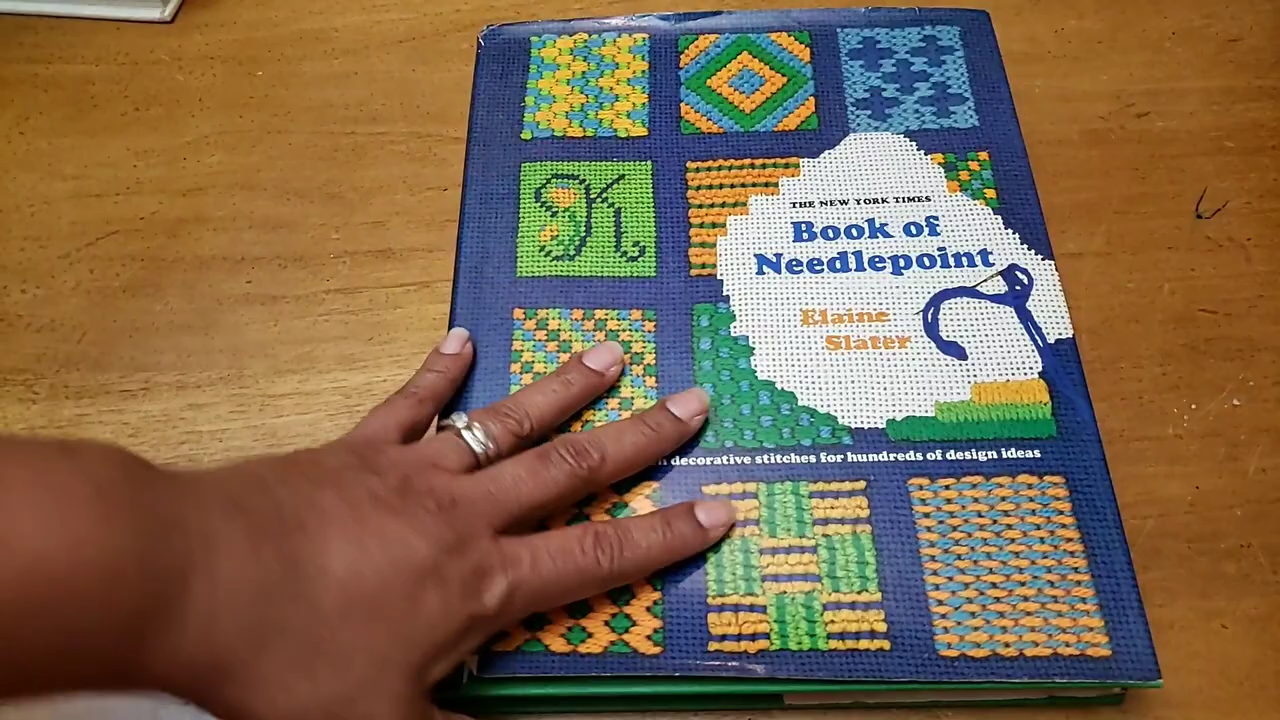 THE NEW YORK TIMES
Book of
Needlepoint
Elaine
Slater
decorative stitches for hundreds of design ideas